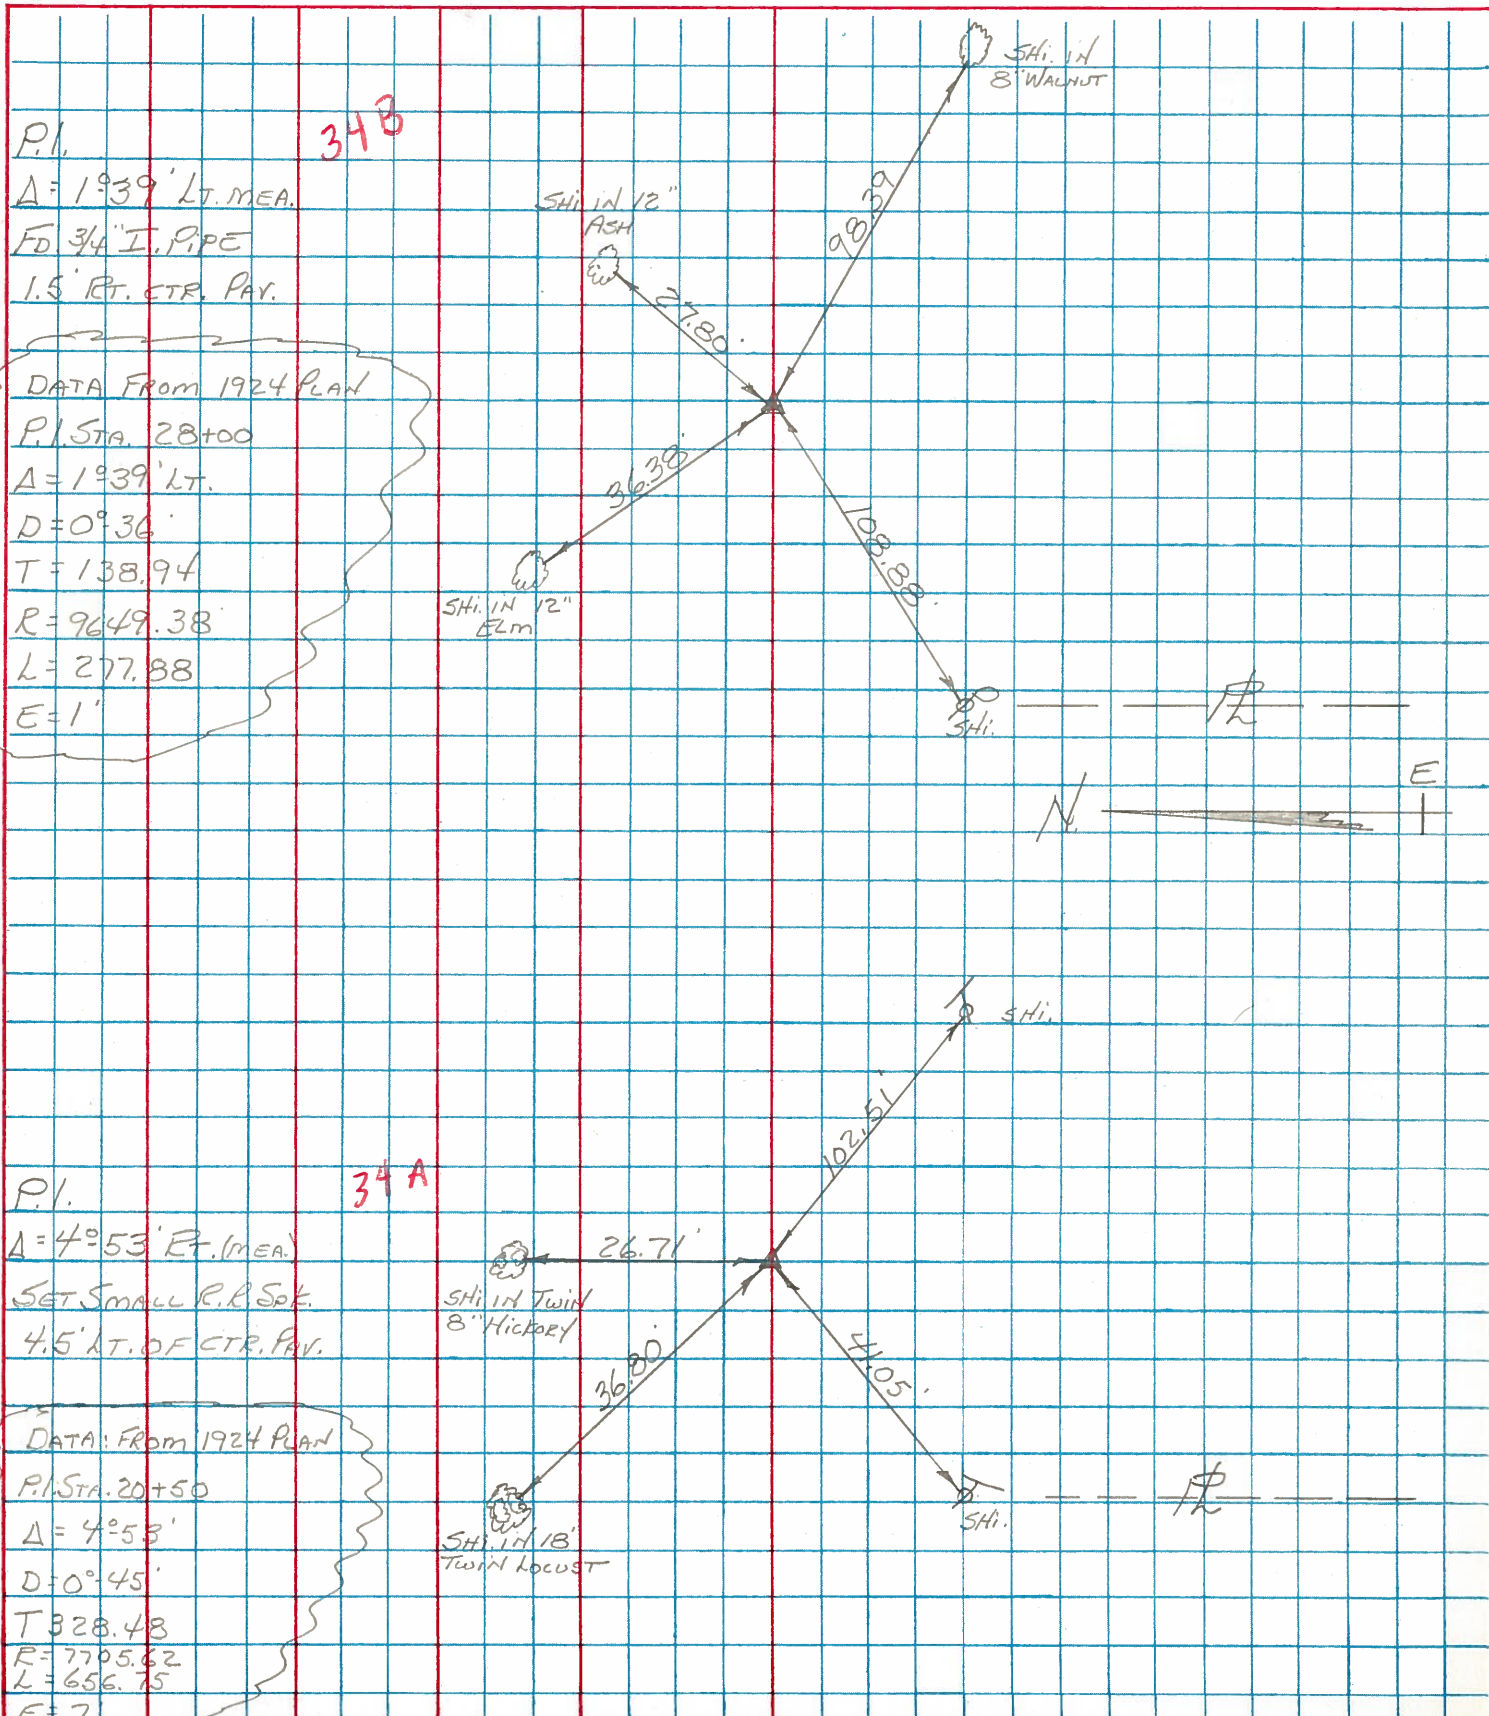 SHi. IN
8" WALNUT
34B
P.I.
Δ = 1°39' LT. MEA.
FD. 3/4" I. PIPE
1.5' RT. CTR. PAV.
SHi. IN 12"
ASH
98.39
27.80'
DATA FROM 1924 PLAN
P.I. STA. 28+00
Δ = 1°39' LT.
D = 0°36'
T = 138.94
R = 9649.38
L = 277.88
E = 1'
36.38'
108.88'
SHi. IN 12"
ELM
SHi.
PL
N.
E
SHi.
102.51'
34 A
P.I.
Δ = 4°53' RT. (MEA.)
SET SMALL R.R. SPK.
4.5' LT. OF CTR. PAV.
26.71'
SHi. IN TWIN
8" HICKORY
36.80'
41.05'
DATA: FROM 1924 PLAN
P.I. STA. 20+50
Δ = 4°53'
D = 0°45'
T 328.48
R = 7705.62
L = 656.75
E = 7
SHi. IN 18"
TWIN LOCUST
SHi.
PL